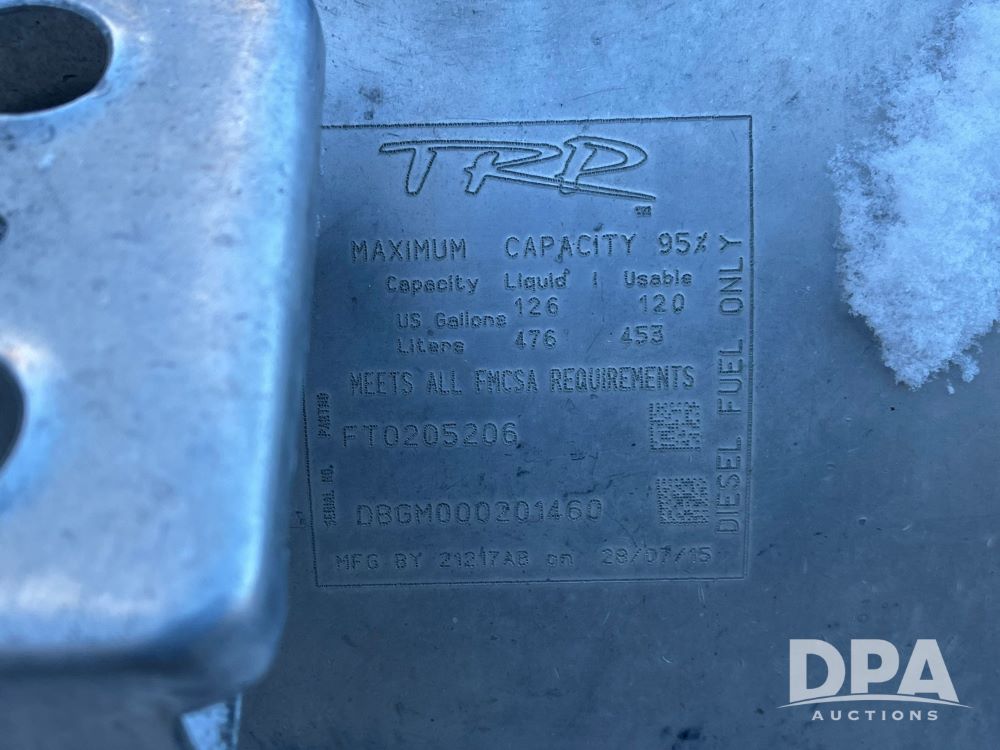 TRP
TM
MAXIMUM CAPACITY 95%
Capacity Liquid | Usable
US Gallons 126 120
Liters 476 453
MEETS ALL FMCSA REQUIREMENTS
PART NO
FT0205206
SERIAL NO.
DBGM000201460
MFG BY 21217AB on 28/07/15
DIESEL FUEL ONLY
DPA
AUCTIONS